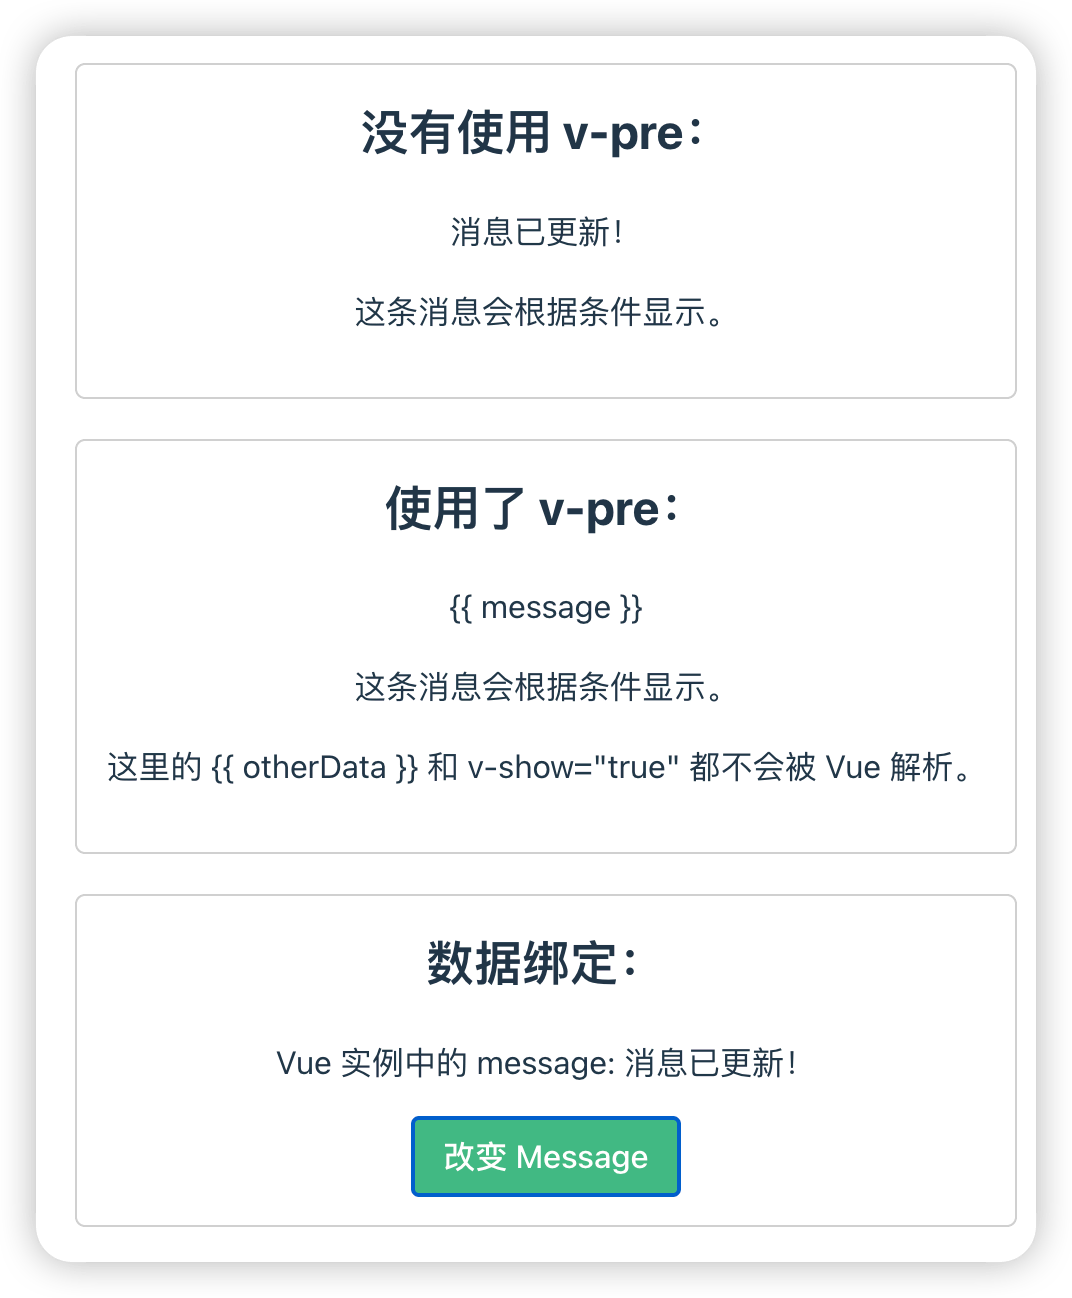 没有使用 v-pre：
消息已更新！
这条消息会根据条件显示。
使用了 v-pre：
{{ message }}
这条消息会根据条件显示。
这里的 {{ otherData }} 和 v-show="true" 都不会被 Vue 解析。
数据绑定：
Vue 实例中的 message: 消息已更新！
改变 Message